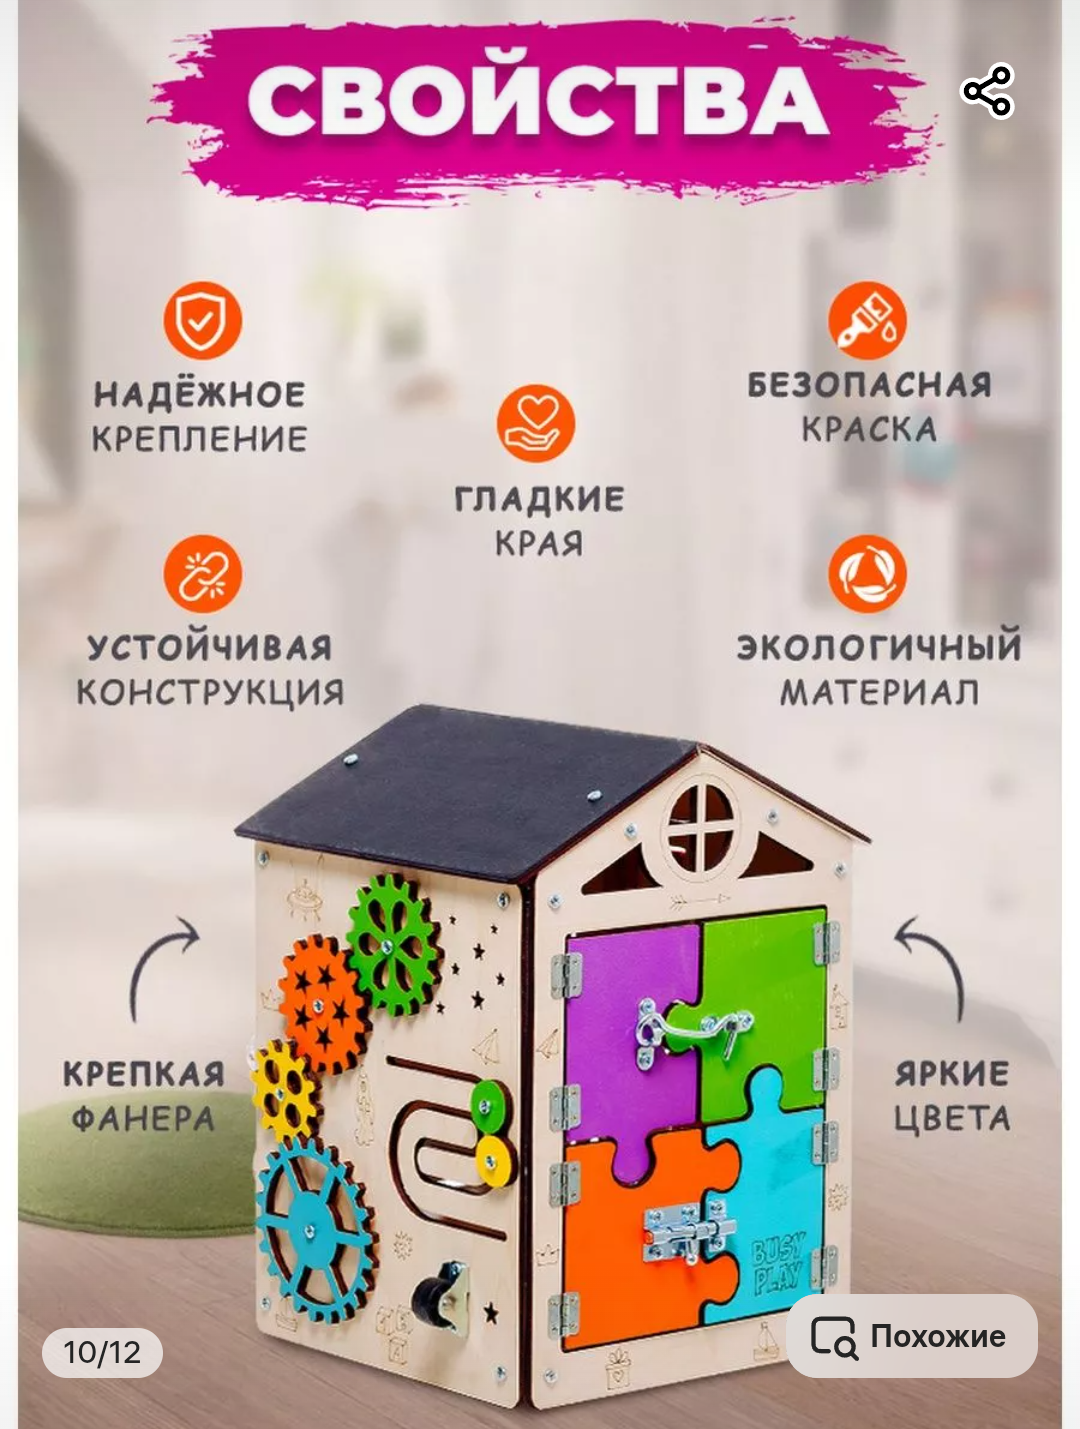 СВОЙСТВА
НАДЁЖНОЕ
КРЕПЛЕНИЕ
БЕЗОПАСНАЯ
КРАСКА
ГЛАДКИЕ
КРАЯ
УСТОЙЧИВАЯ
КОНСТРУКЦИЯ
ЭКОЛОГИЧНЫЙ
МАТЕРИАЛ
КРЕПКАЯ
ФАНЕРА
ЯРКИЕ
ЦВЕТА
BUSY
PLAY
10/12
Похожие